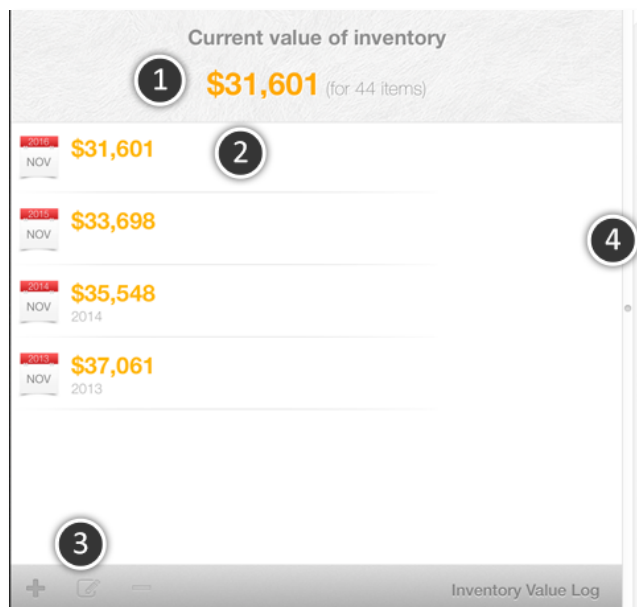 Current value of inventory
1
$31,601 (for 44 items)
2016
NOV
$31,601
2
2015
NOV
$33,698
4
2014
NOV
$35,548
2014
2013
NOV
$37,061
2013
3
Inventory Value Log